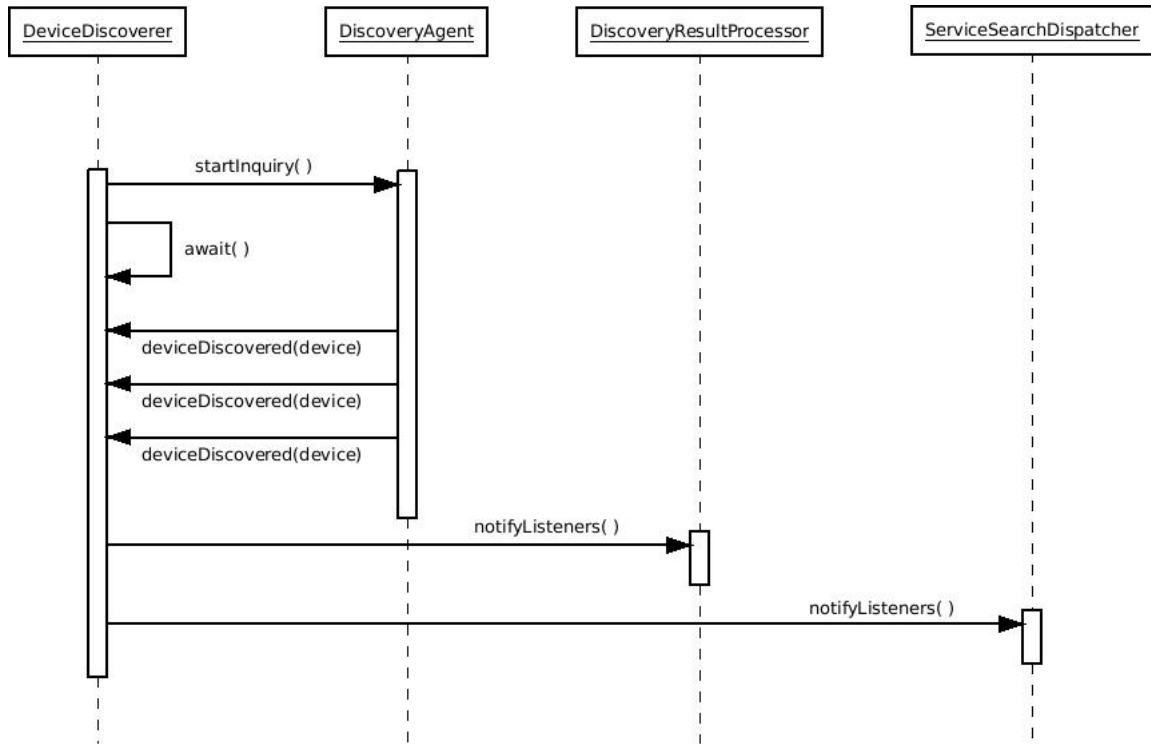 DeviceDiscoverer
DiscoveryAgent
DiscoveryResultProcessor
ServiceSearchDispatcher
startInquiry( )
await( )
deviceDiscovered(device)
deviceDiscovered(device)
deviceDiscovered(device)
notifyListeners( )
notifyListeners( )